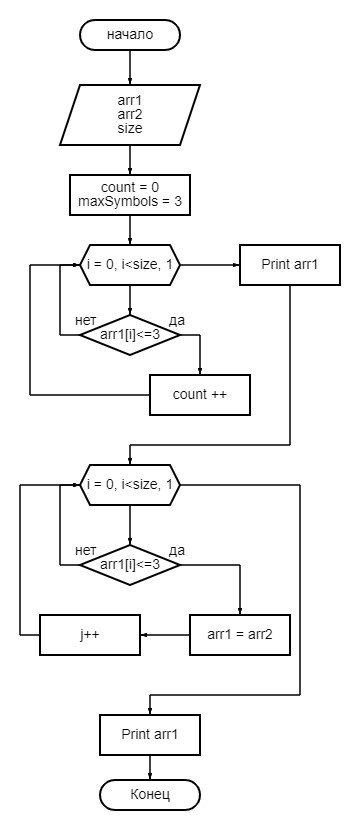 начало
arr1
arr2
size
count = 0
maxSymbols = 3
i = 0, i<size, 1
Print arr1
нет
да
arr1[i]<=3
count ++
i = 0, i<size, 1
нет
да
arr1[i]<=3
j++
arr1 = arr2
Print arr1
Конец